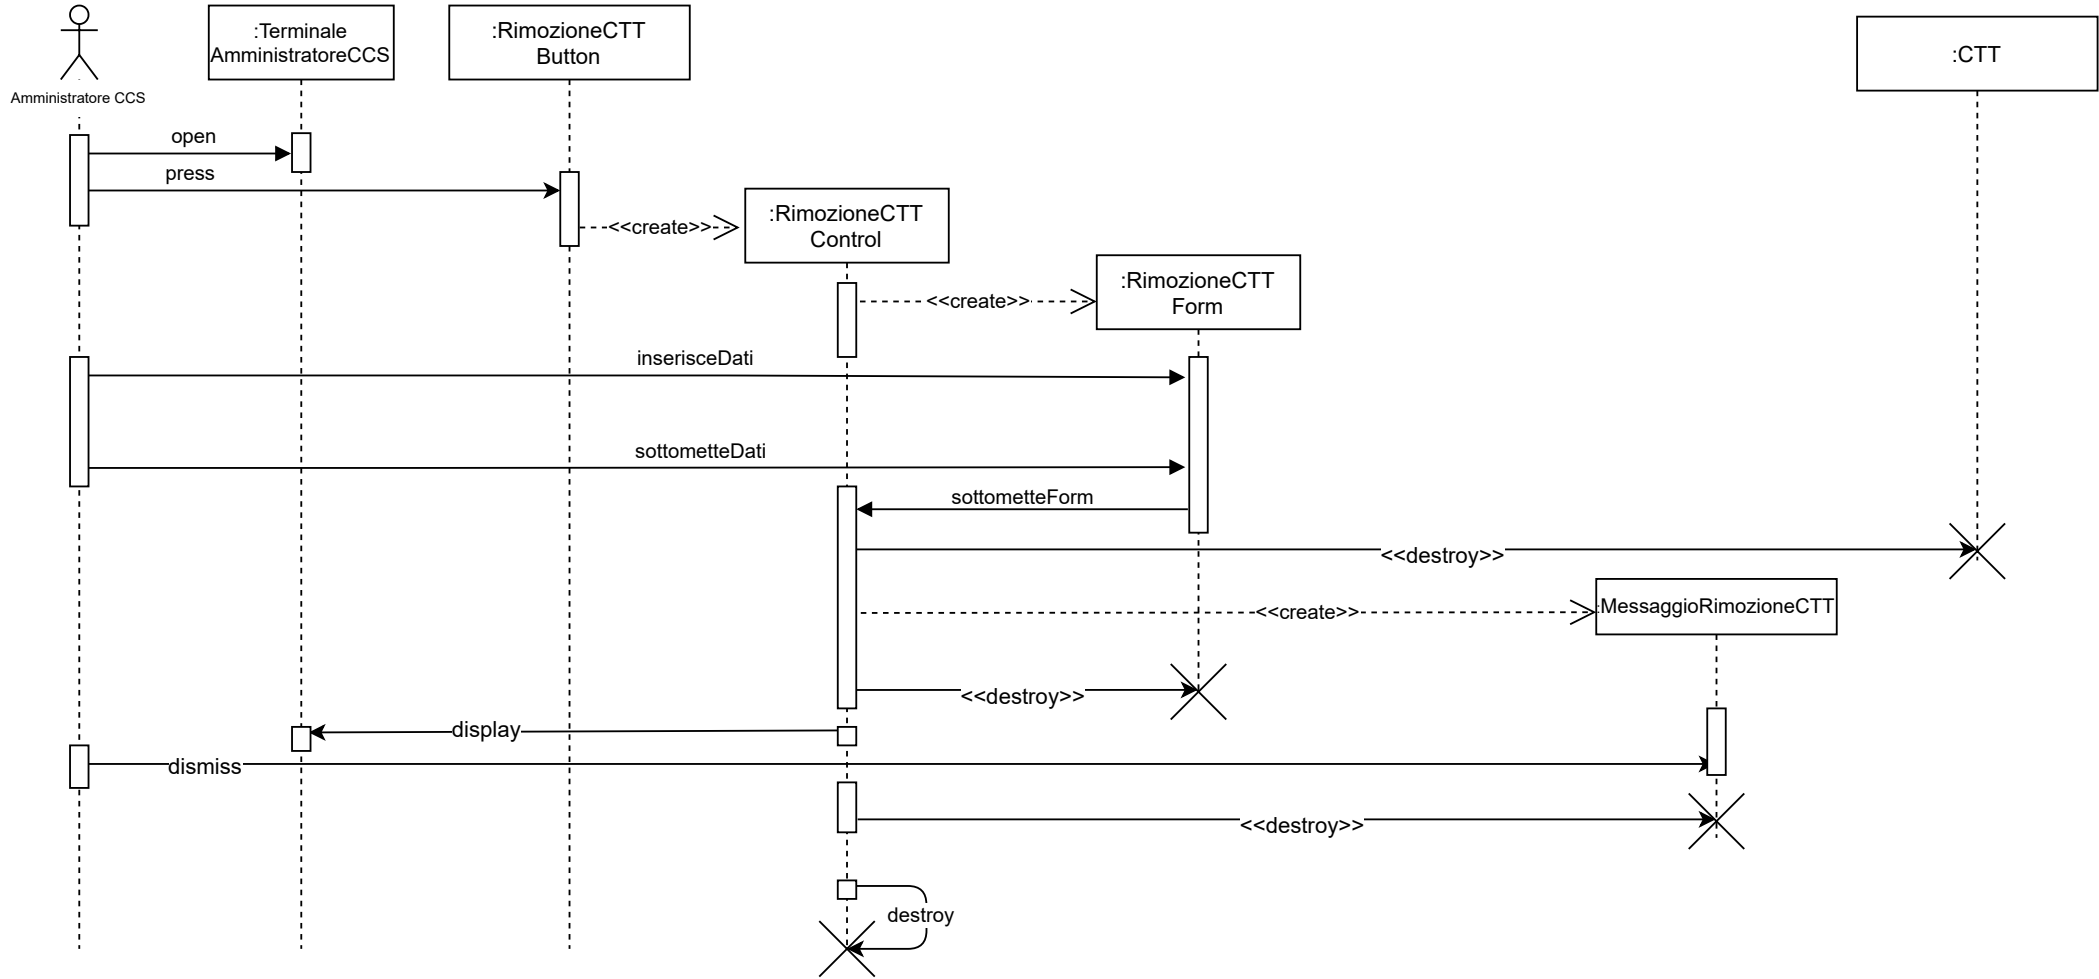 :Terminale
AmministratoreCCS
:RimozioneCTT
Button
:CTT
Amministratore CCS
open
press
:RimozioneCTT
Control
<<create>>
:RimozioneCTT
Form
<<create>>
inserisceDati
sottometteDati
sottometteForm
<<destroy>>
<<create>>
:MessaggioRimozioneCTT
<<destroy>>
display
dismiss
<<destroy>>
destroy